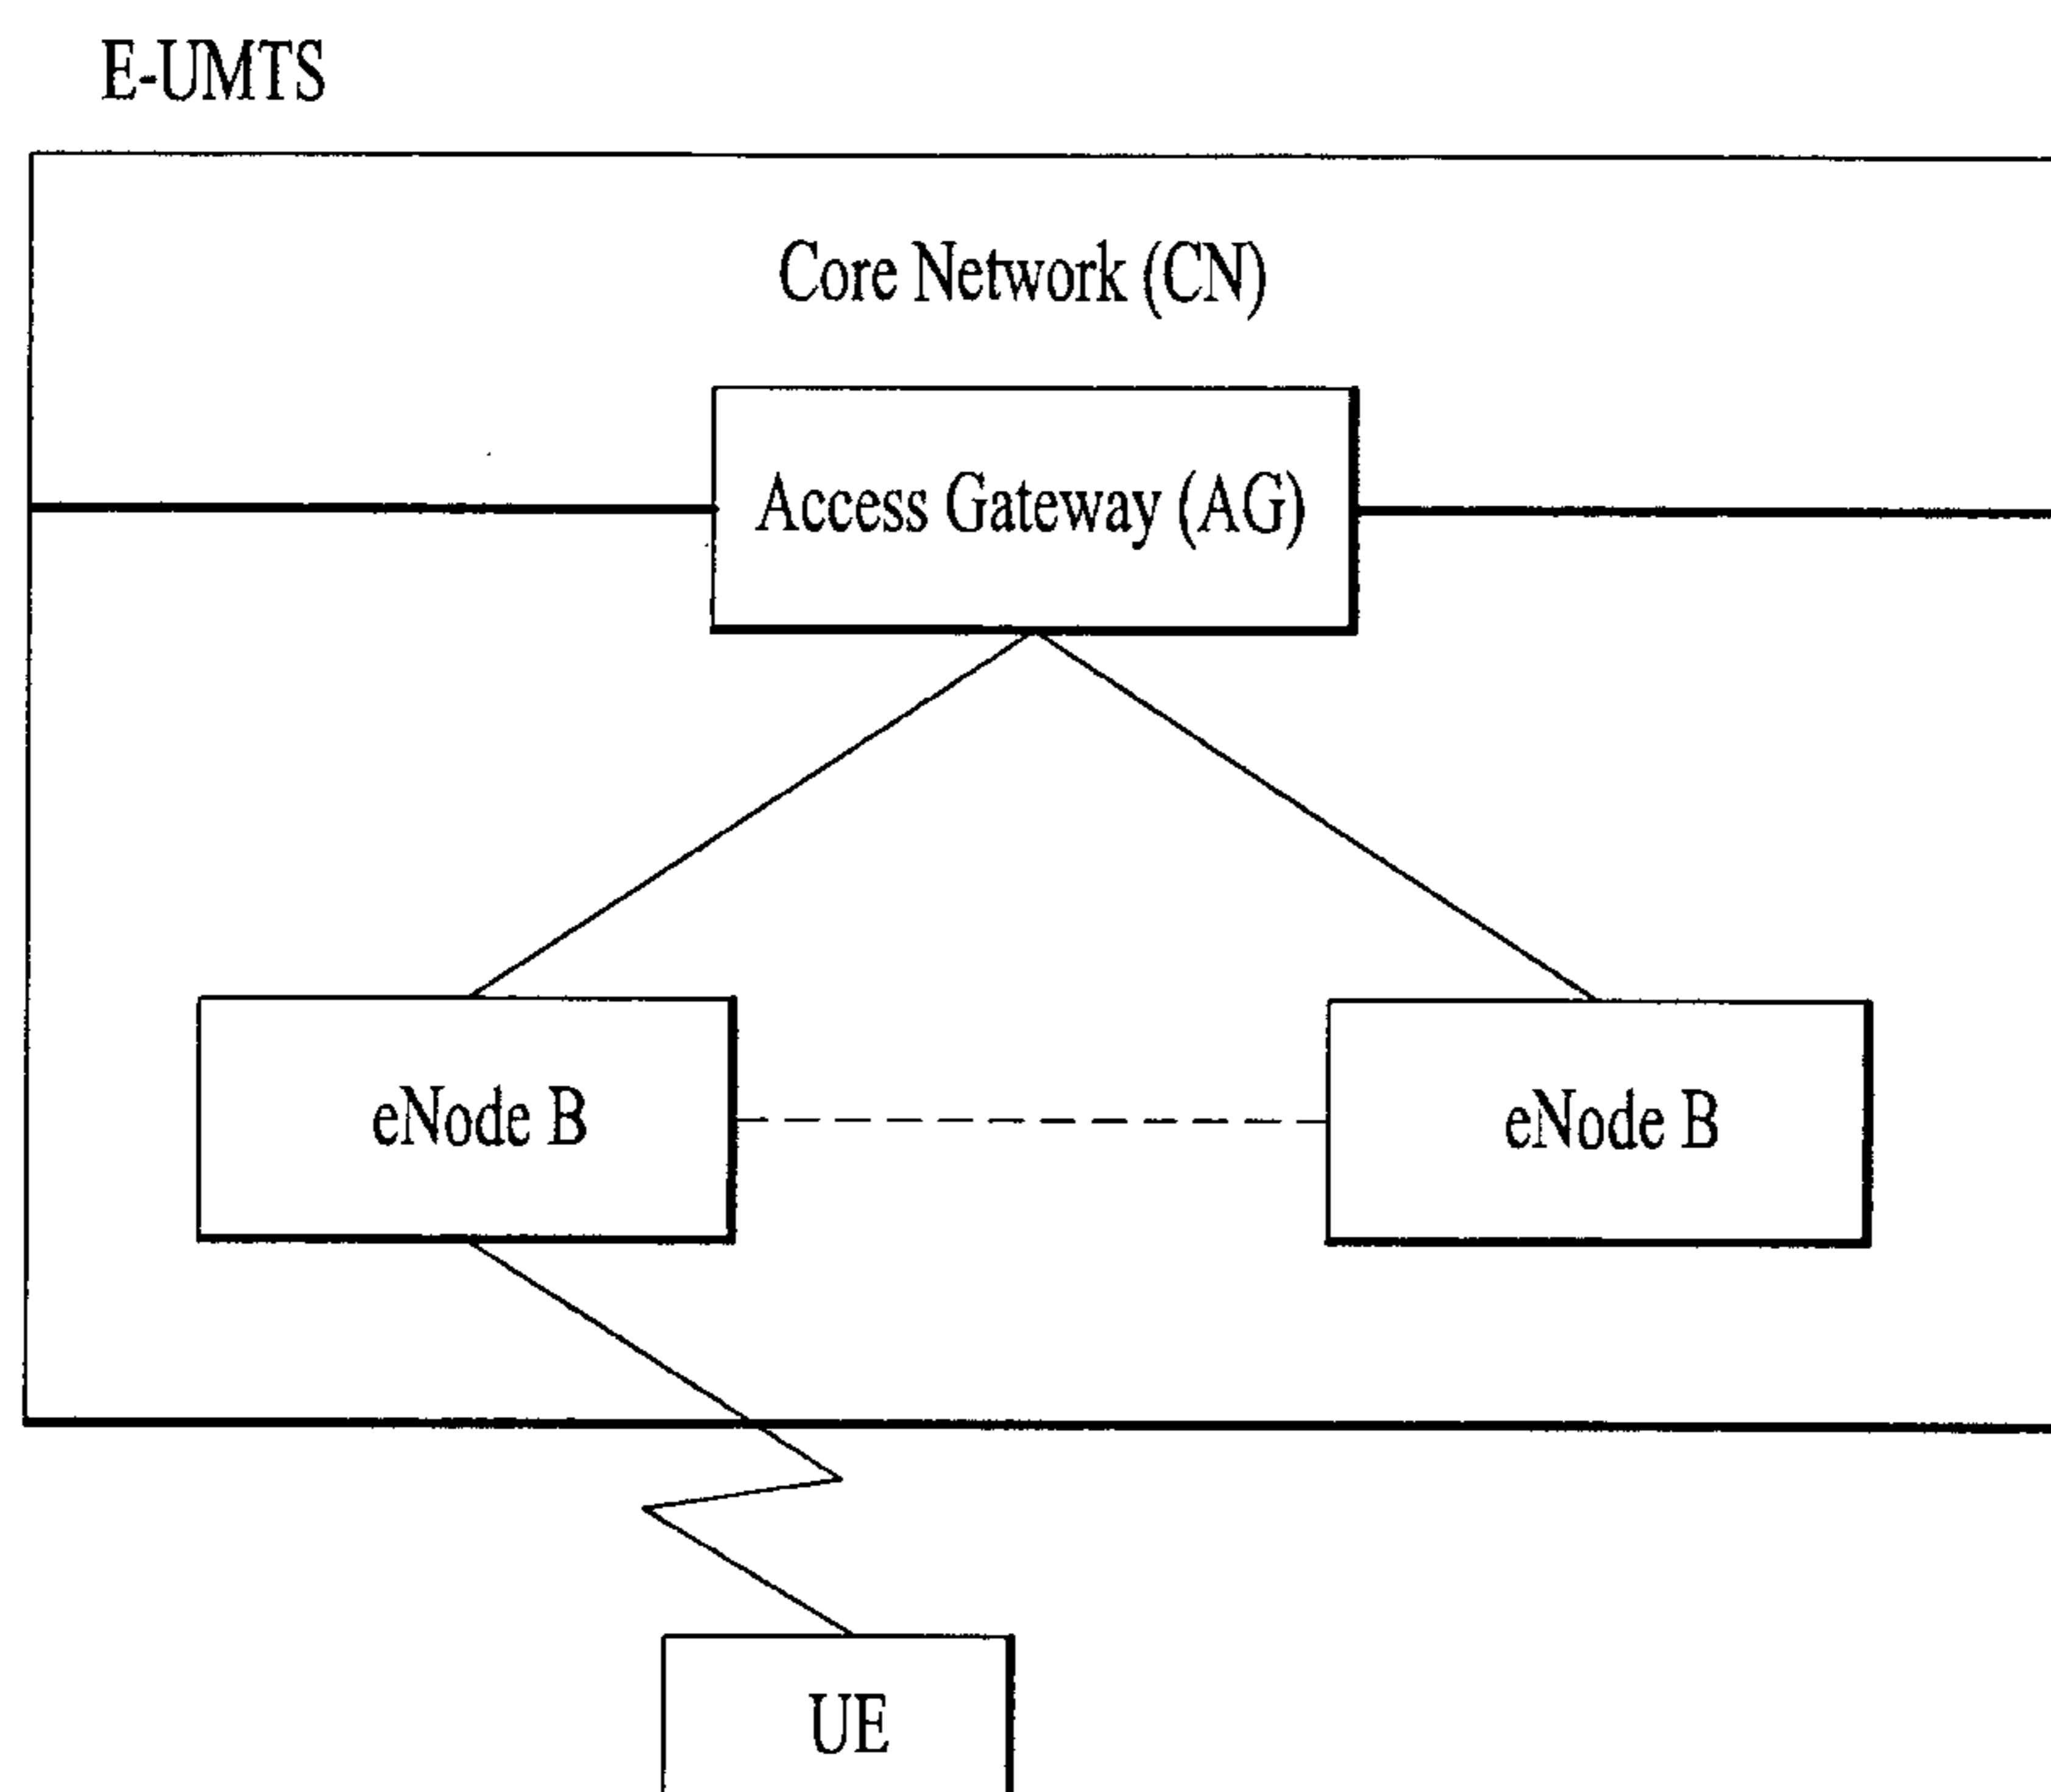 E-UMTS
Core Network (CN)
Access Gateway (AG)
eNode B
eNode B
UE